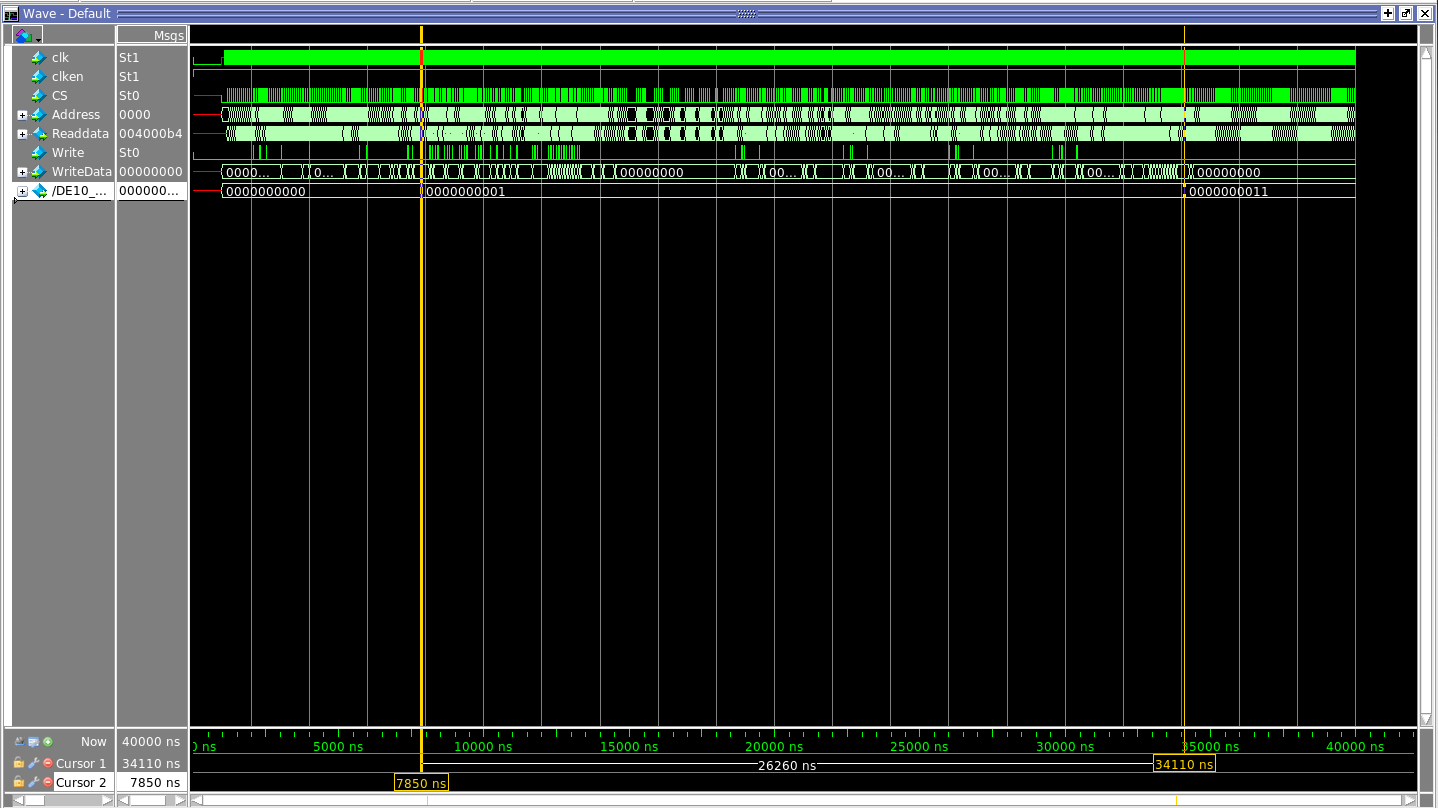 Wave - Default
Msgs
clk St1
clken St1
CS St0
Address 0000
Readdata 004000b4
Write St0
WriteData 00000000 0000... 0... 00000000 00... 00... 00... 00... 00000000
/DE10_... 000000... 0000000000 0000000001 0000000011
Now 40000 ns 0 ns 5000 ns 10000 ns 15000 ns 20000 ns 25000 ns 30000 ns 35000 ns 40000 ns
Cursor 1 34110 ns 26260 ns 34110 ns
Cursor 2 7850 ns 7850 ns